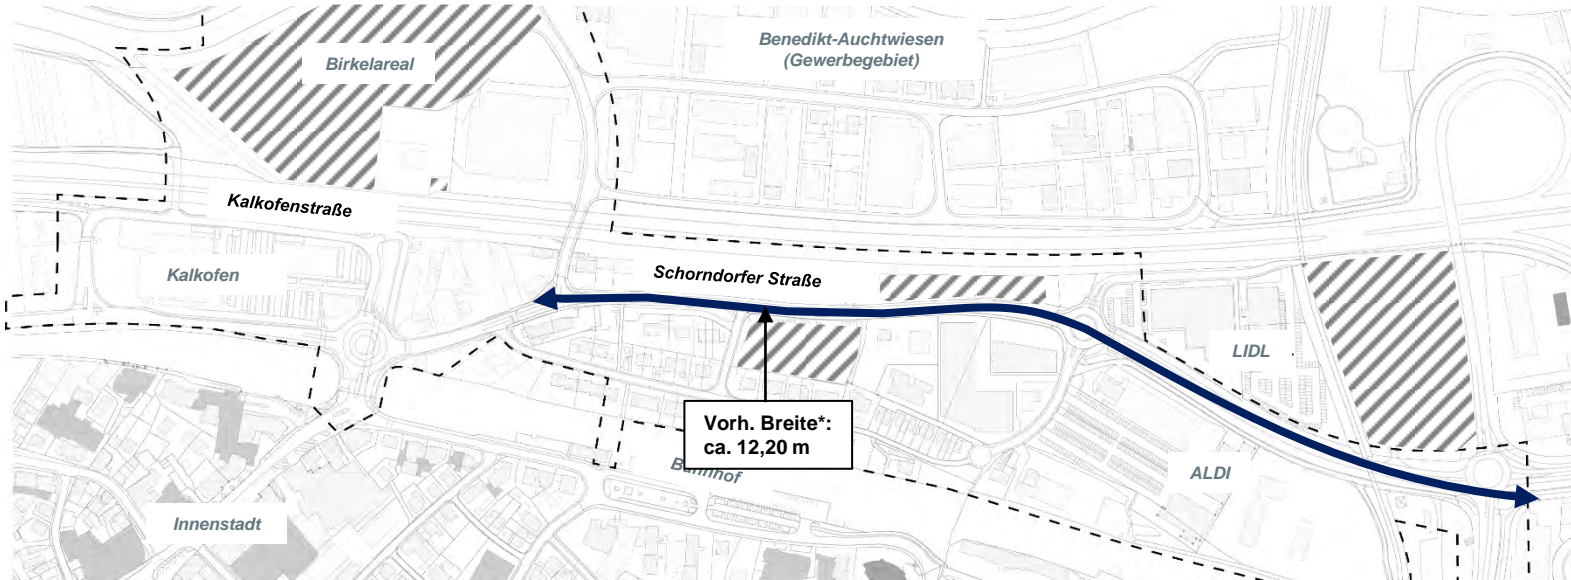 Benedikt-Auchtwiesen
(Gewerbegebiet)
Birkelareal
Kalkofenstraße
Kalkofen
Schorndorfer Straße
LIDL
Vorh. Breite*:
ca. 12,20 m
Bahnhof
ALDI
Innenstadt